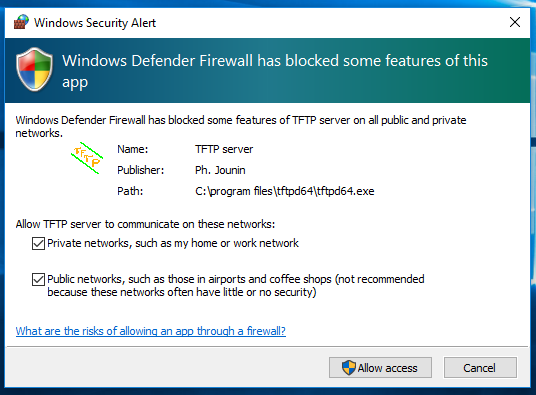 Windows Security Alert
Windows Defender Firewall has blocked some features of this
app
Windows Defender Firewall has blocked some features of TFTP server on all public and private
networks.
TFTP
Name: TFTP server
Publisher: Ph. Jounin
Path: C:\program files\tftpd64\tftpd64.exe
Allow TFTP server to communicate on these networks:
Private networks, such as my home or work network
Public networks, such as those in airports and coffee shops (not recommended
because these networks often have little or no security)
What are the risks of allowing an app through a firewall?
Allow access
Cancel